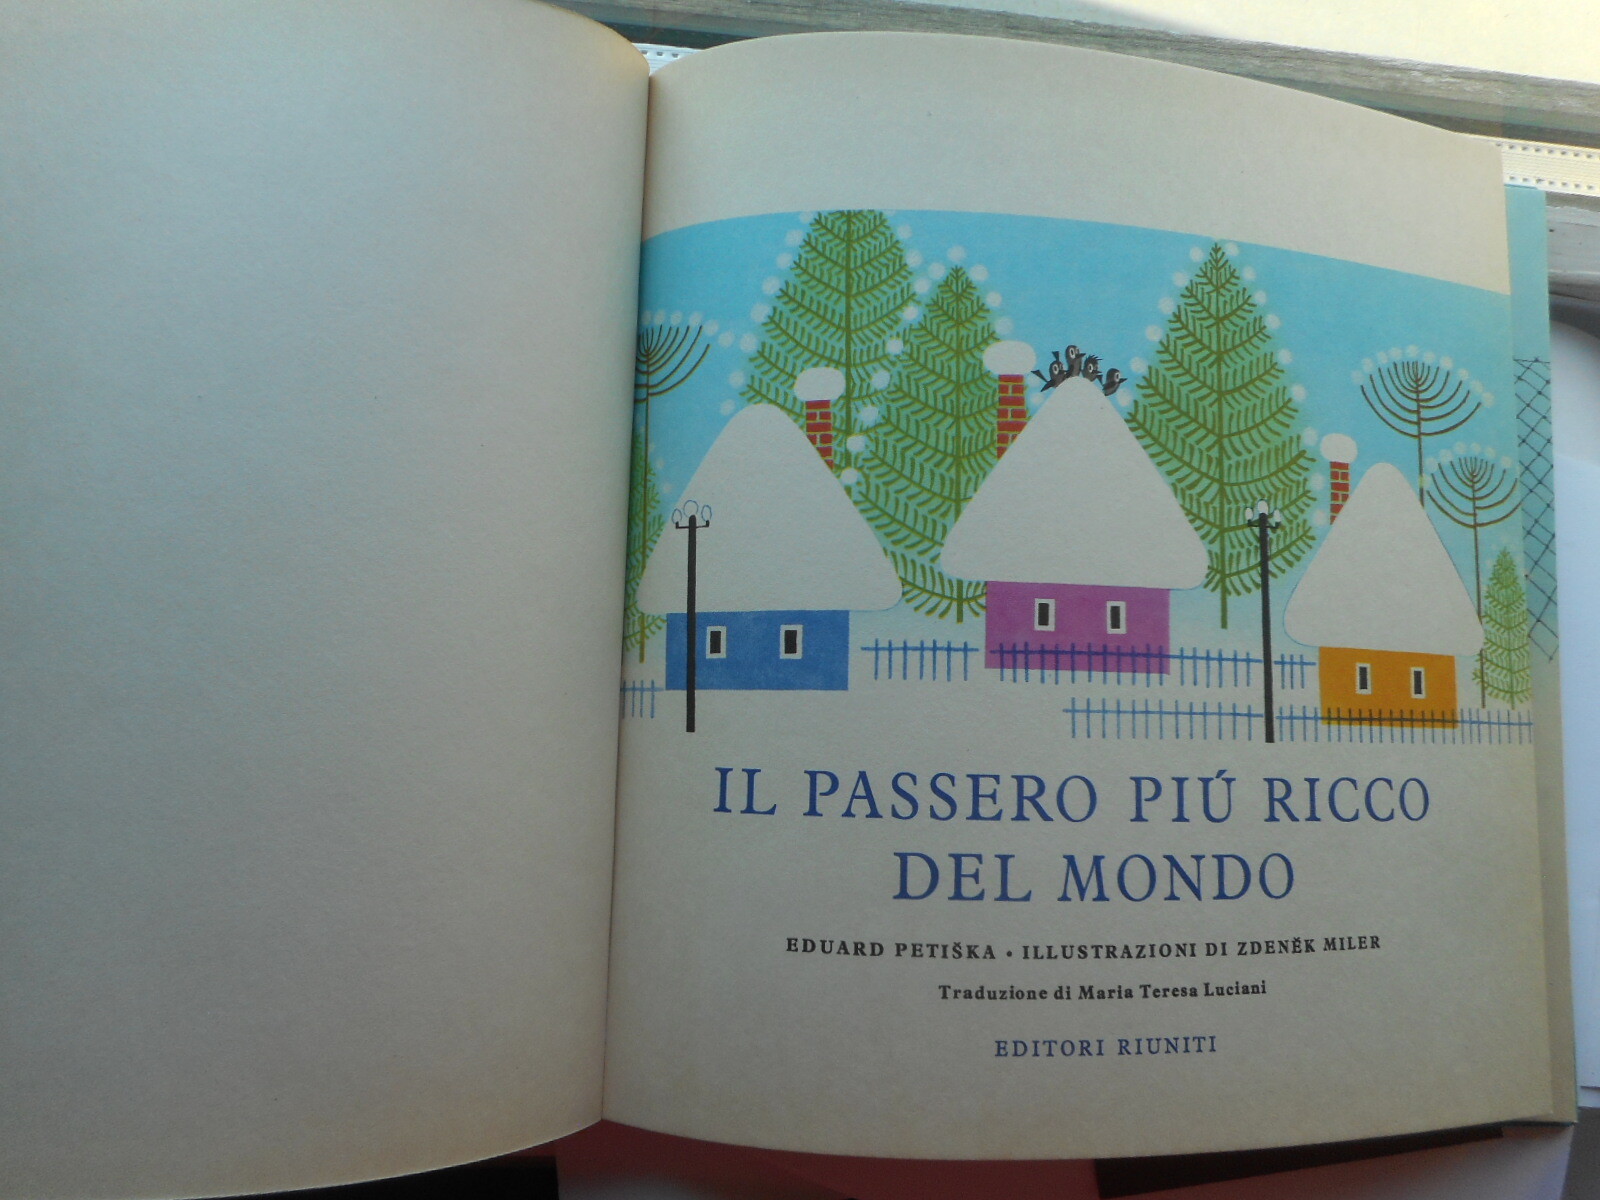 IL PASSERO PIÚ RICCO
DEL MONDO
EDUARD PETIŠKA • ILLUSTRAZIONI DI ZDENĚK MILER
Traduzione di Maria Teresa Luciani
EDITORI RIUNITI